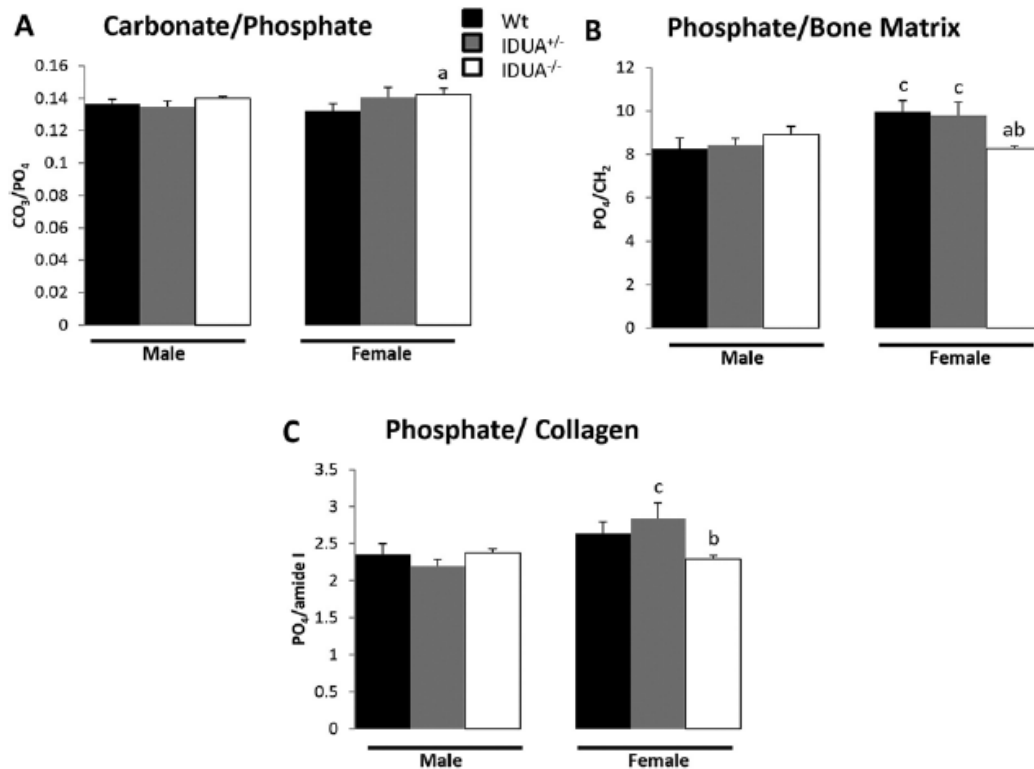 A Carbonate/Phosphate
Wt
IDUA+/-
IDUA-/-
0.16
0.14
0.12
0.1
0.08
0.06
0.04
0.02
0
CO3/PO4
a
Male Female
B Phosphate/Bone Matrix
12
10
8
6
4
2
0
PO4/CH2
c c ab
Male Female
C Phosphate/ Collagen
3.5
3
2.5
2
1.5
1
0.5
0
PO4/amide I
c b
Male Female